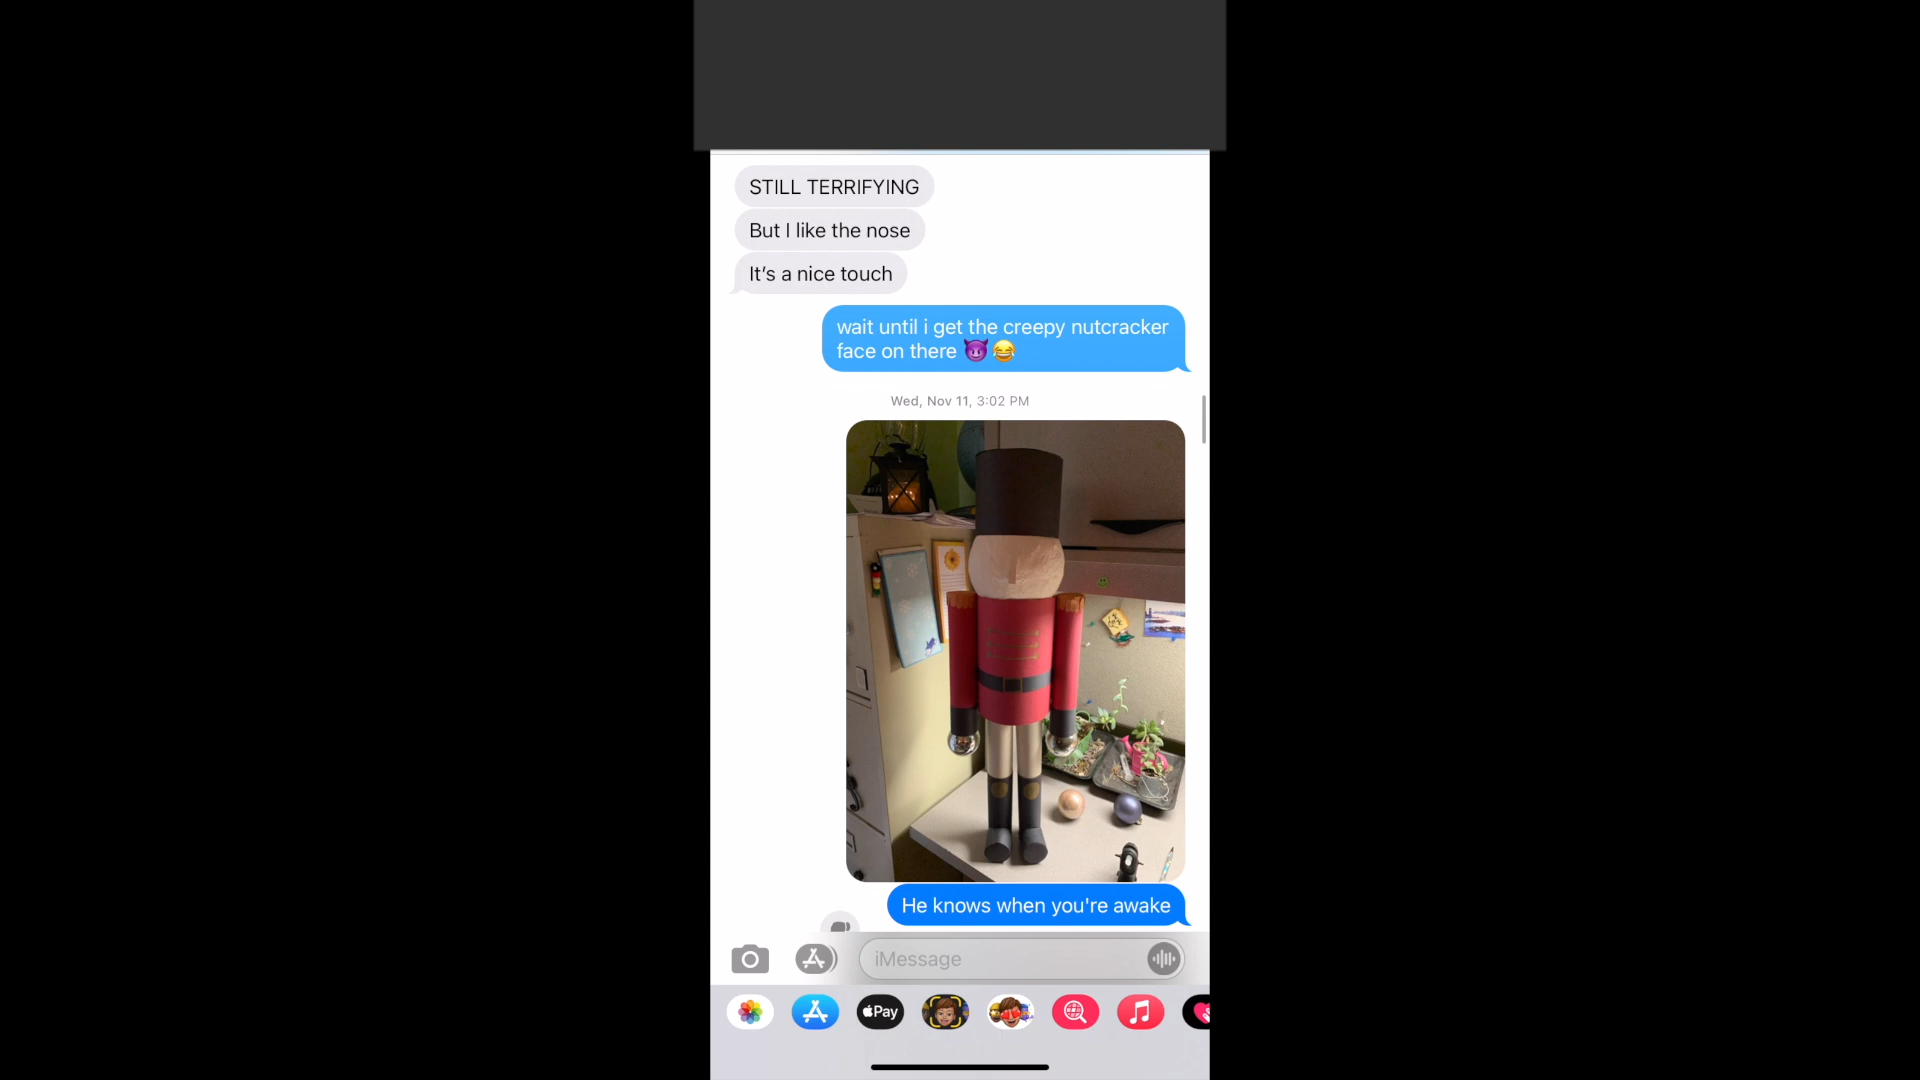 STILL TERRIFYING
But I like the nose
It's a nice touch
wait until i get the creepy nutcracker
face on there 😈😂
Wed, Nov 11, 3:02 PM
He knows when you're awake
iMessage
Pay